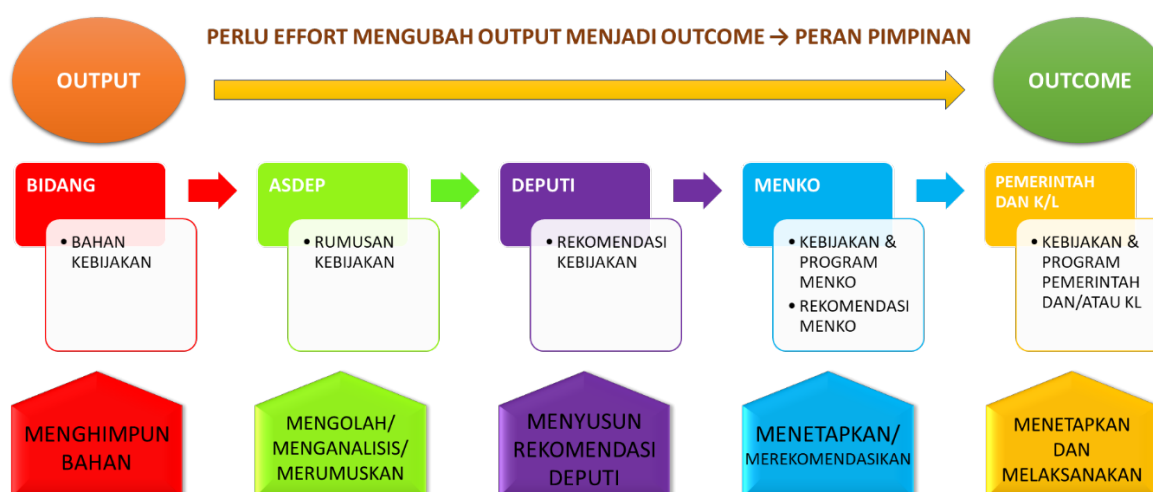 PERLU EFFORT MENGUBAH OUTPUT MENJADI OUTCOME → PERAN PIMPINAN
OUTPUT
OUTCOME
BIDANG
• BAHAN
KEBIJAKAN
ASDEP
• RUMUSAN
KEBIJAKAN
DEPUTI
• REKOMENDASI
KEBIJAKAN
MENKO
• KEBIJAKAN &
PROGRAM
MENKO
• REKOMENDASI
MENKO
PEMERINTAH
DAN K/L
• KEBIJAKAN &
PROGRAM
PEMERINTAH
DAN/ATAU KL
MENGHIMPUN
BAHAN
MENGOLAH/
MENGANALISIS/
MERUMUSKAN
MENYUSUN
REKOMENDASI
DEPUTI
MENETAPKAN/
MEREKOMENDASIKAN
MENETAPKAN
DAN
MELAKSANAKAN